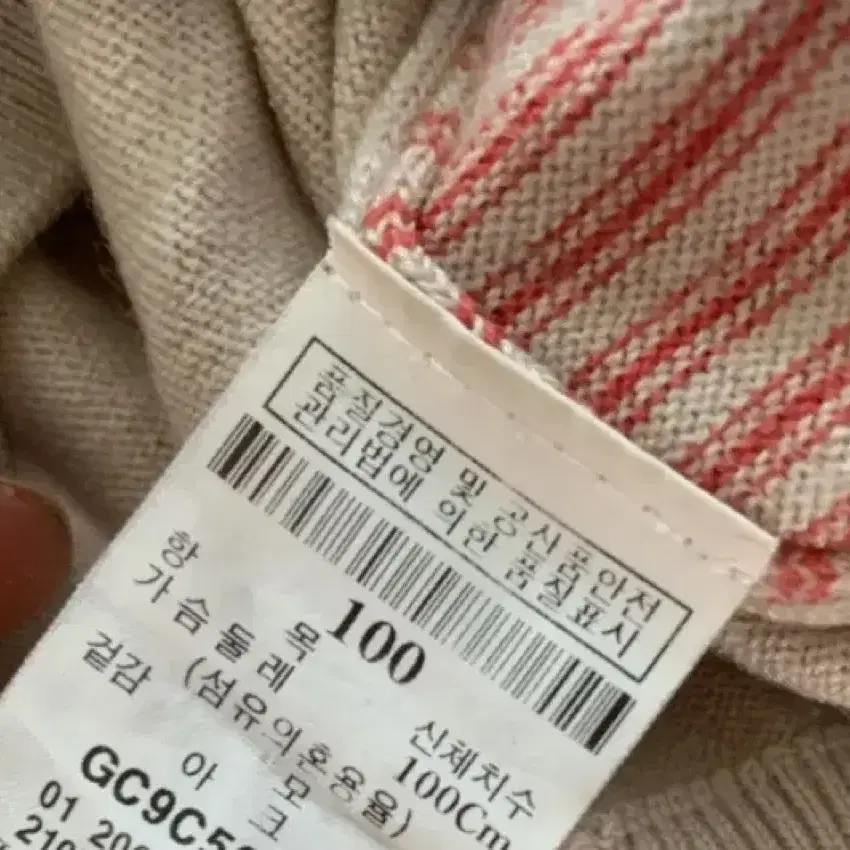 품질경영 및 공산품안전
관리법에 의한 품질표시
100
항 목 신체치수
가슴둘레 100Cm
(섬유의혼용율)
겉감 모
아크
GC9C5
01 20
210